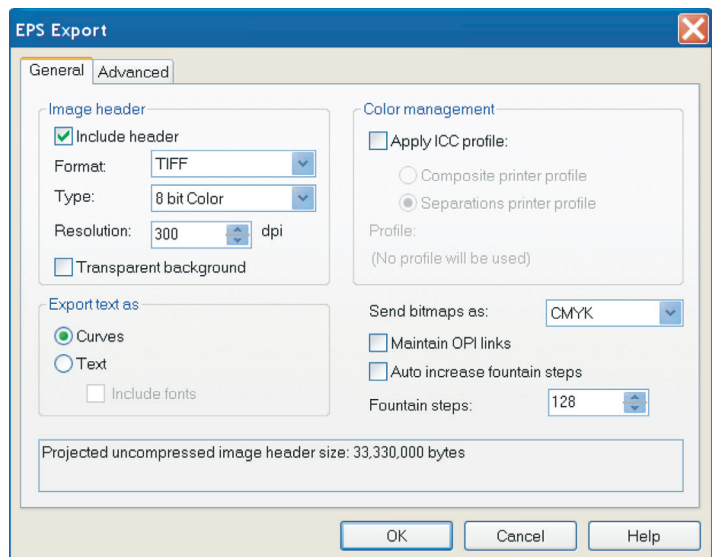 EPS Export
General
Advanced
Image header
Include header
Format:
TIFF
Type:
8 bit Color
Resolution:
300
dpi
Transparent background
Export text as
Curves
Text
Include fonts
Color management
Apply ICC profile:
Composite printer profile
Separations printer profile
Profile:
(No profile will be used)
Send bitmaps as:
CMYK
Maintain OPI links
Auto increase fountain steps
Fountain steps:
128
Projected uncompressed image header size: 33,330,000 bytes
OK
Cancel
Help